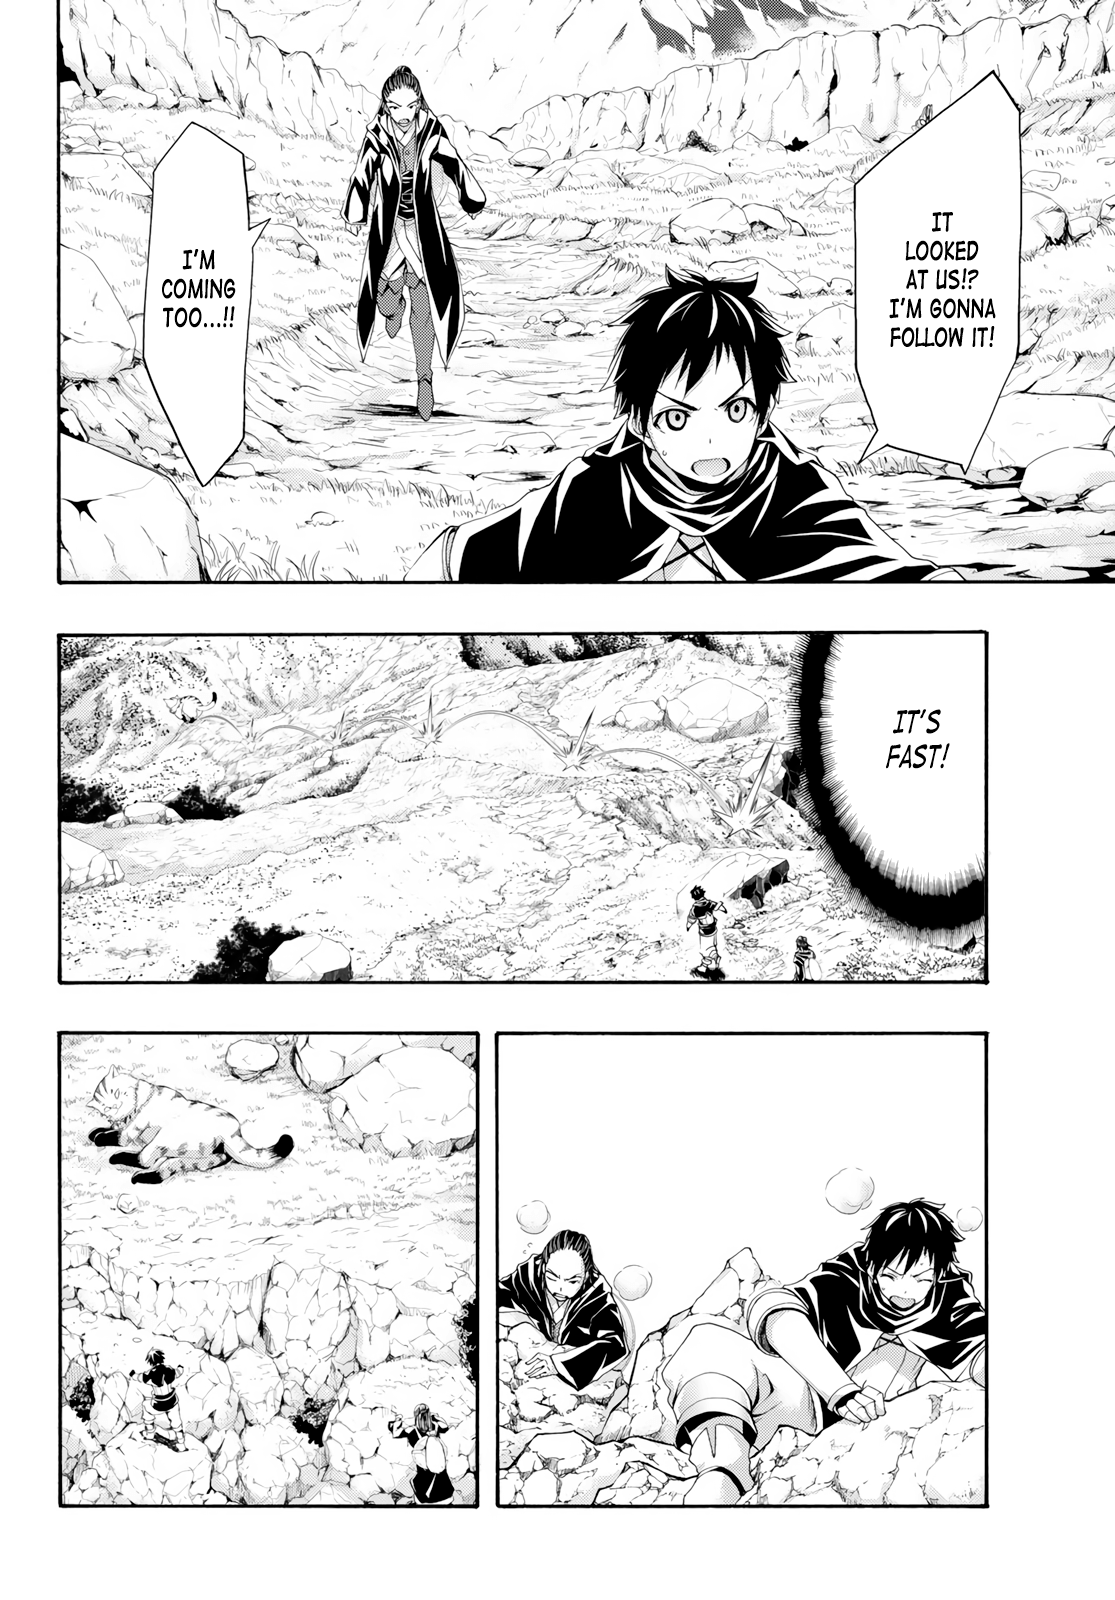 IT
LOOKED
AT US!?
I'M GONNA
FOLLOW IT!
I'M
COMING
TOO...!!
IT'S
FAST!